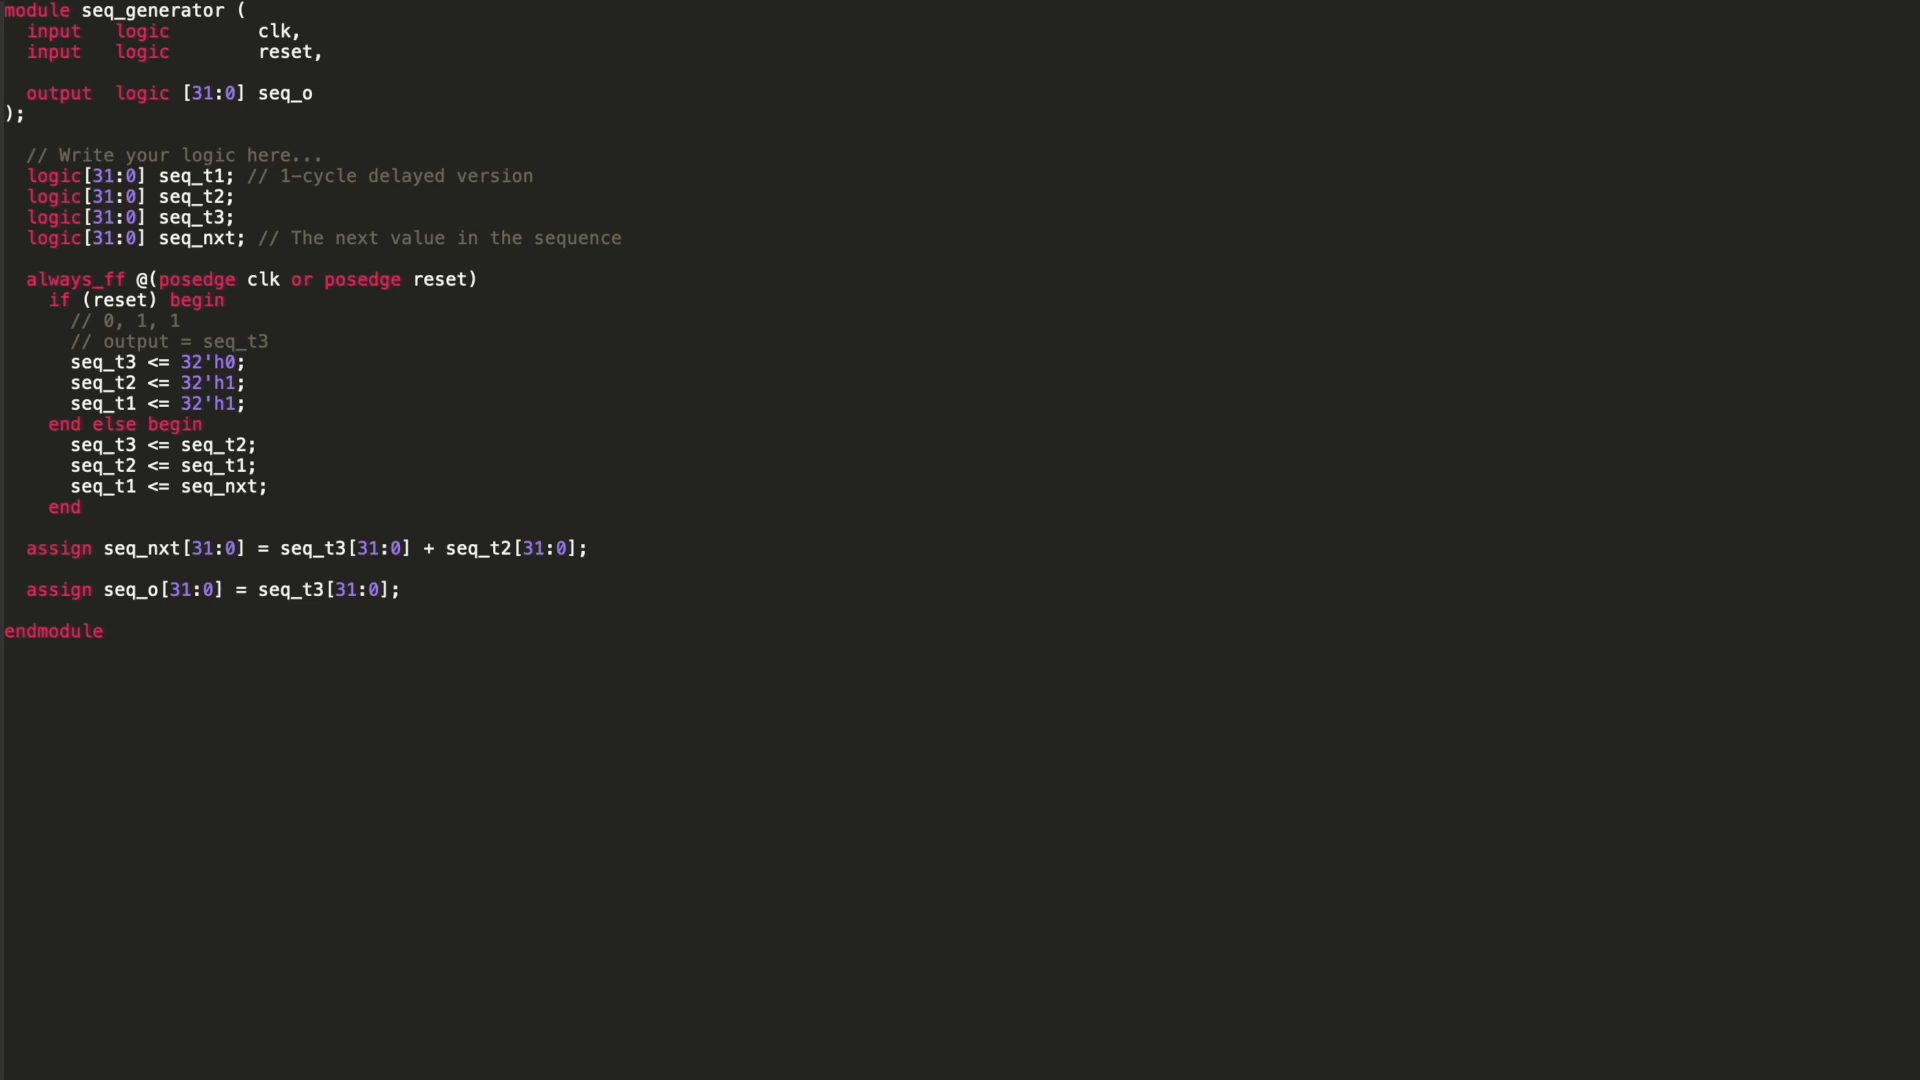 module seq_generator (
  input   logic        clk,
  input   logic        reset,

  output  logic [31:0] seq_o
);

  // Write your logic here...
  logic[31:0] seq_t1; // 1-cycle delayed version
  logic[31:0] seq_t2;
  logic[31:0] seq_t3;
  logic[31:0] seq_nxt; // The next value in the sequence

  always_ff @(posedge clk or posedge reset)
    if (reset) begin
      // 0, 1, 1
      // output = seq_t3
      seq_t3 <= 32'h0;
      seq_t2 <= 32'h1;
      seq_t1 <= 32'h1;
    end else begin
      seq_t3 <= seq_t2;
      seq_t2 <= seq_t1;
      seq_t1 <= seq_nxt;
    end

  assign seq_nxt[31:0] = seq_t3[31:0] + seq_t2[31:0];

  assign seq_o[31:0] = seq_t3[31:0];

endmodule